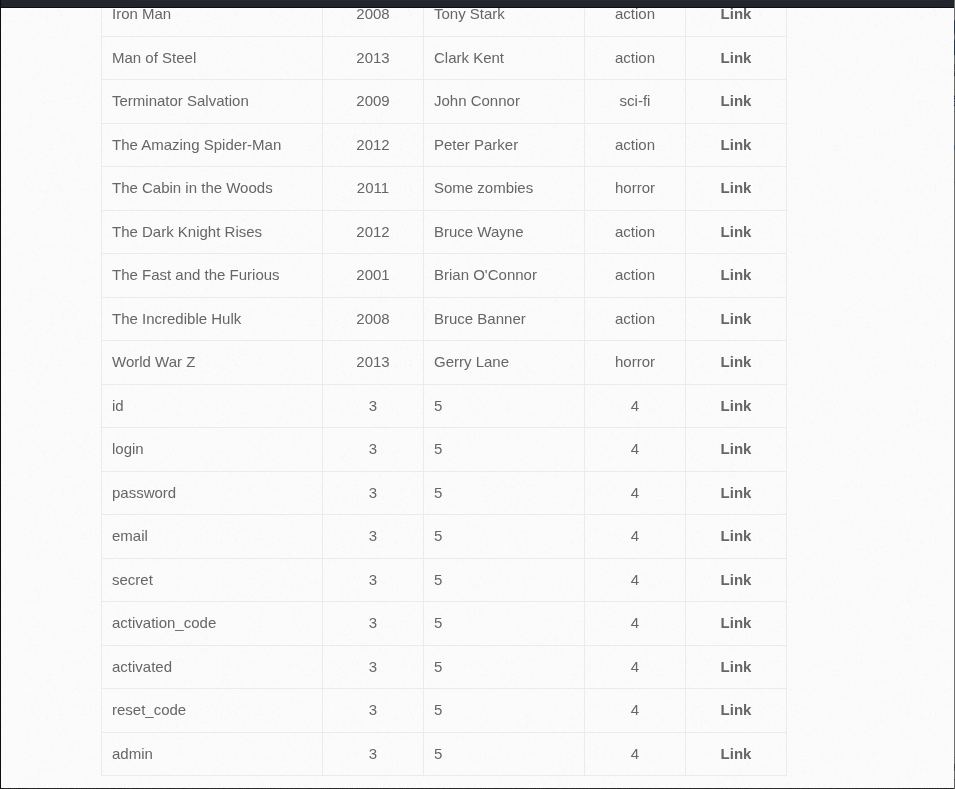 Iron Man 2008 Tony Stark action Link
Man of Steel 2013 Clark Kent action Link
Terminator Salvation 2009 John Connor sci-fi Link
The Amazing Spider-Man 2012 Peter Parker action Link
The Cabin in the Woods 2011 Some zombies horror Link
The Dark Knight Rises 2012 Bruce Wayne action Link
The Fast and the Furious 2001 Brian O'Connor action Link
The Incredible Hulk 2008 Bruce Banner action Link
World War Z 2013 Gerry Lane horror Link
id 3 5 4 Link
login 3 5 4 Link
password 3 5 4 Link
email 3 5 4 Link
secret 3 5 4 Link
activation_code 3 5 4 Link
activated 3 5 4 Link
reset_code 3 5 4 Link
admin 3 5 4 Link